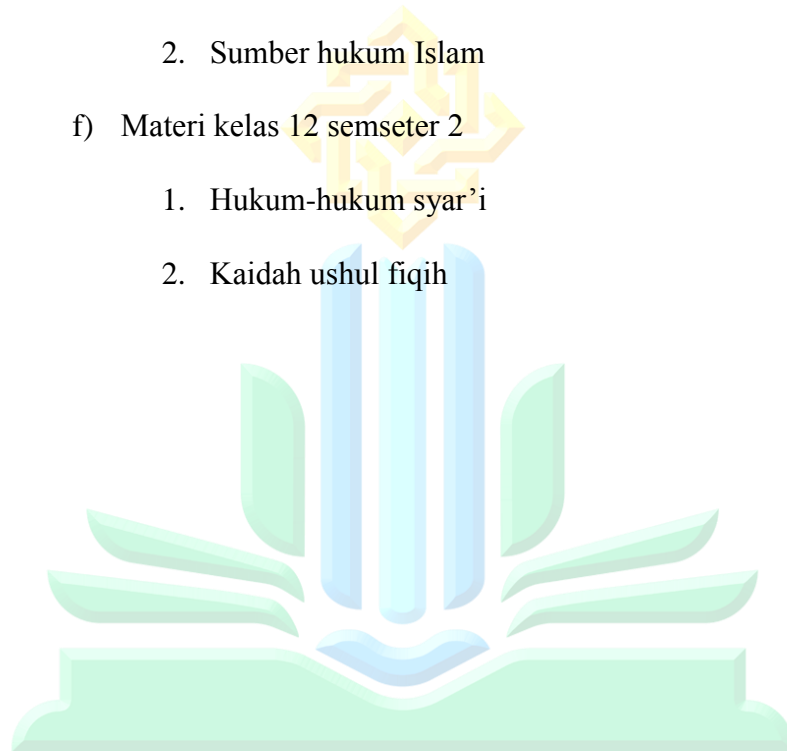 2. Sumber hukum Islam
f) Materi kelas 12 semseter 2
1. Hukum-hukum syar’i
2. Kaidah ushul fiqih